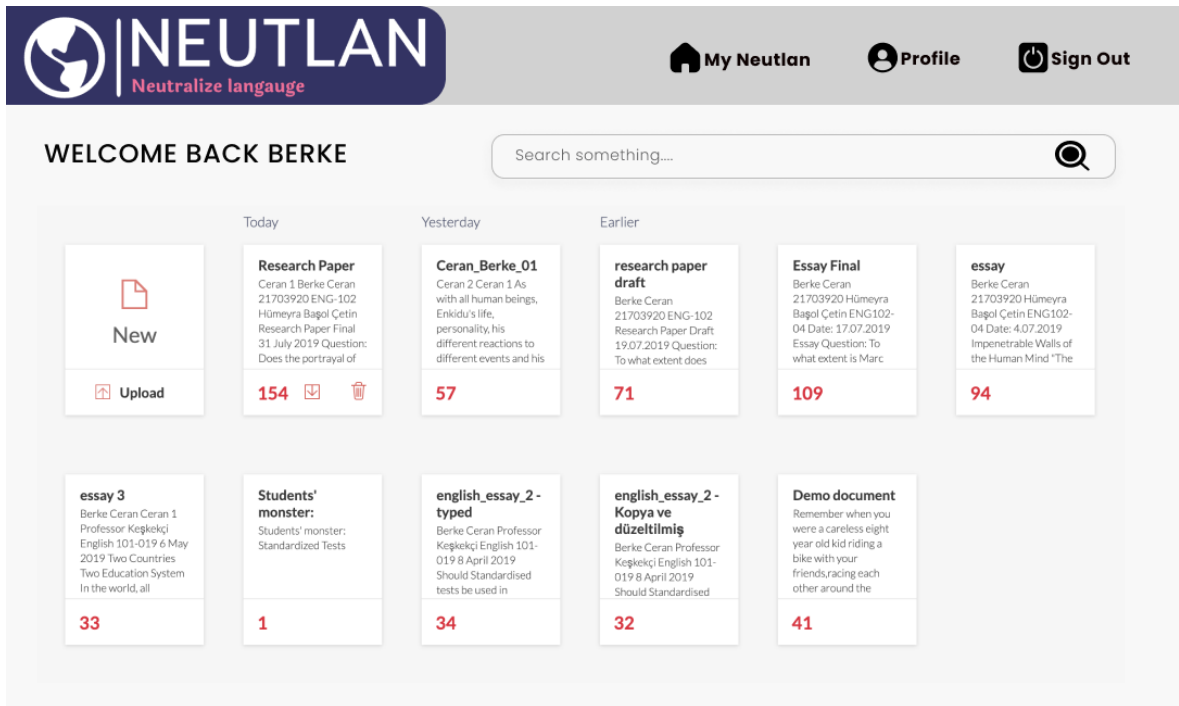 NEUTLAN
Neutralize langauge
My Neutlan
Profile
Sign Out
WELCOME BACK BERKE
Search something....
Today
Yesterday
Earlier
New
Upload
Research Paper
Ceran 1 Berke Ceran
21703920 ENG-102
Hümeyra Başol Çetin
Research Paper Final
31 July 2019 Question:
Does the portrayal of
154
Ceran_Berke_01
Ceran 2 Ceran 1 As
with all human beings,
Enkidu's life,
personality, his
different reactions to
different events and his
57
research paper
draft
Berke Ceran
21703920 ENG-102
Research Paper Draft
19.07.2019 Question:
To what extent does
71
Essay Final
Berke Ceran
21703920 Hümeyra
Başol Çetin ENG102-
04 Date: 17.07.2019
Essay Question: To
what extent is Marc
109
essay
Berke Ceran
21703920 Hümeyra
Başol Çetin ENG102-
04 Date: 4.07.2019
Impenetrable Walls of
the Human Mind "The
94
essay 3
Berke Ceran Ceran 1
Professor Keşkekçi
English 101-019 6 May
2019 Two Countries
Two Education System
In the world, all
33
Students'
monster:
Students' monster:
Standardized Tests
1
english_essay_2 -
typed
Berke Ceran Professor
Keşkekçi English 101-
019 8 April 2019
Should Standardised
tests be used in
34
english_essay_2 -
Kopya ve
düzeltilmiş
Berke Ceran Professor
Keşkekçi English 101-
019 8 April 2019
Should Standardised
32
Demo document
Remember when you
were a careless eight
year old kid riding a
bike with your
friends,racing each
other around the
41